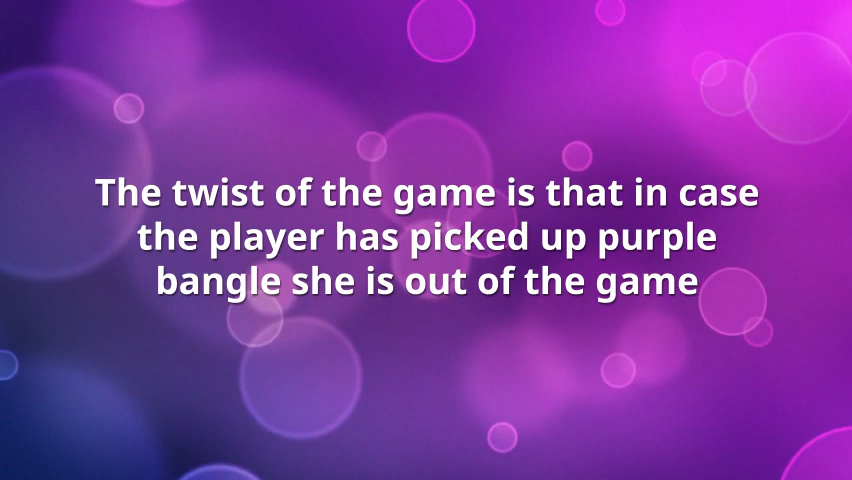 The twist of the game is that in case
the player has picked up purple
bangle she is out of the game